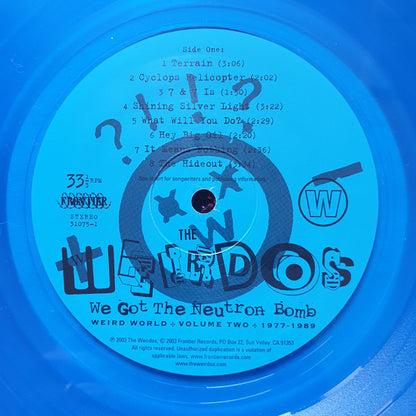 Side One:
1 Terrain (3:06)
2 Cyclops Helicopter (2:02)
3 7 & 7 Is (1:50)
4 Shining Silver Light (3:22)
5 What Will You Do? (2:29)
6 Hey Big Oil (2:20)
7 It Means Nothing (2:36)
8 The Hideout (2:34)
See insert for songwriters and publishing information.
?!!?
33 1/3 RPM
FRONTIER
STEREO
31075-1
W
W
THE
WEIRDOS
We Got The Neutron Bomb
WEIRD WORLD ÷ VOLUME TWO ÷ 1977-1989
℗ 2003 The Weirdos, © 2003 Frontier Records, PO Box 22, Sun Valley CA 91353
All rights reserved. Unauthorized duplication is a violation of
applicable laws. www.frontierrecords.com
www.theweirdos.com